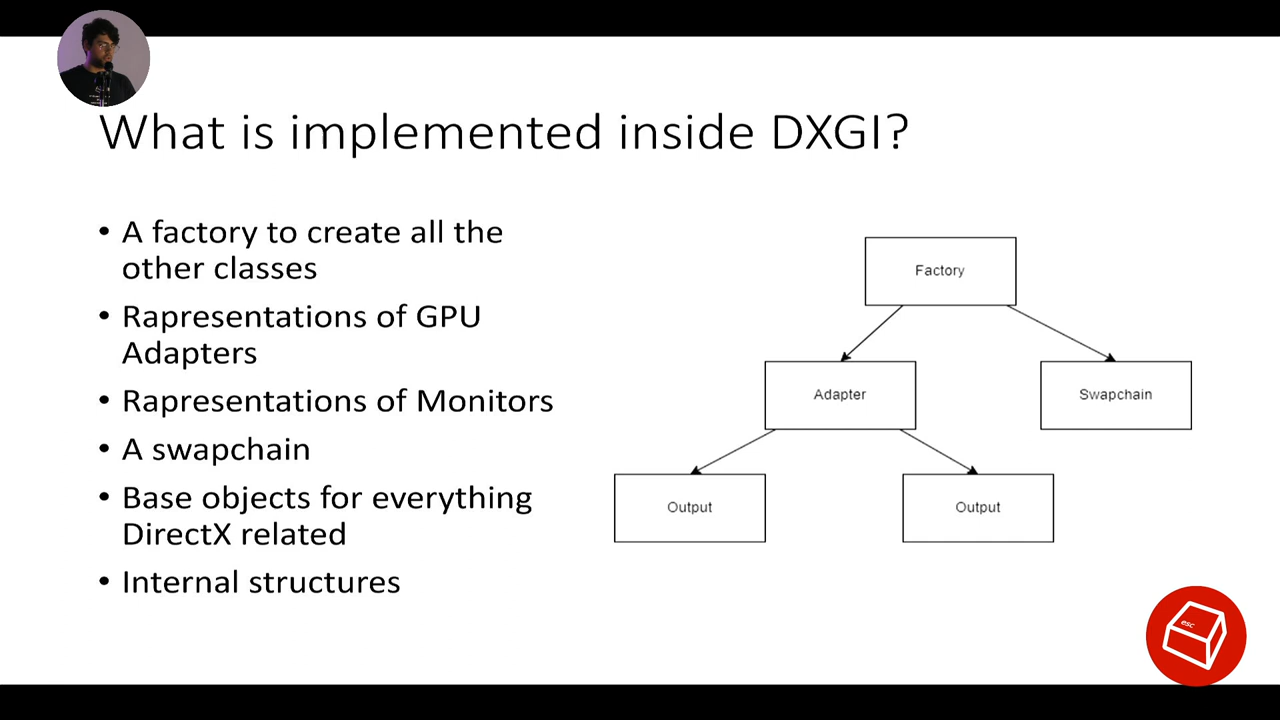 What is implemented inside DXGI?
• A factory to create all the
other classes
• Rapresentations of GPU
Adapters
• Rapresentations of Monitors
• A swapchain
• Base objects for everything
DirectX related
• Internal structures
Factory
Adapter
Swapchain
Output
Output
esc